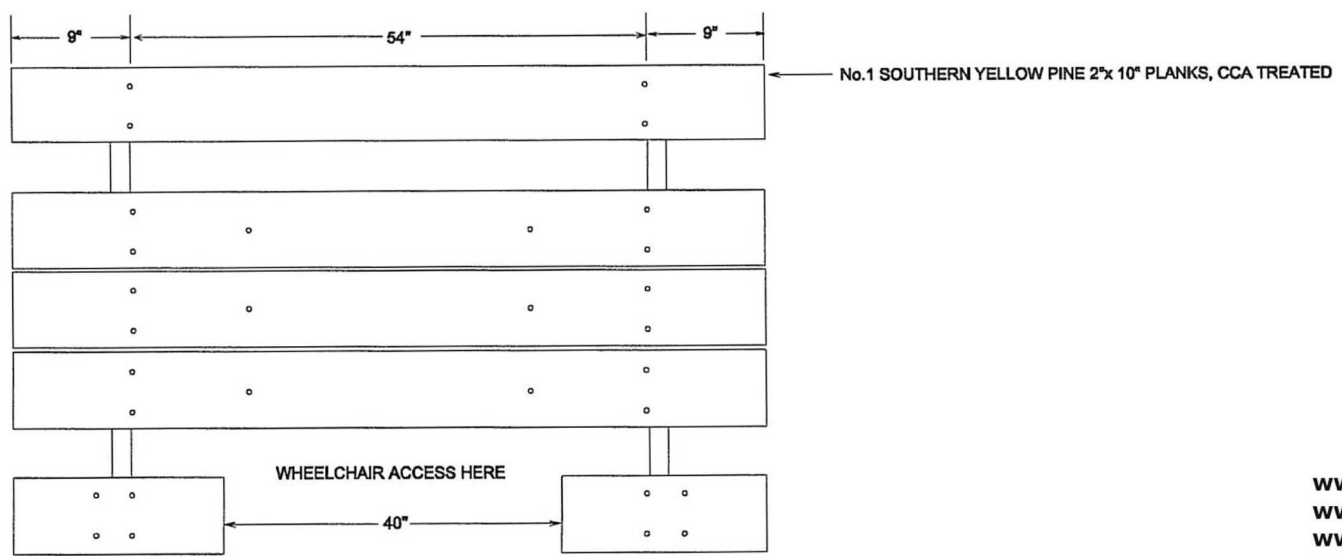 9" 54" 9"
No.1 SOUTHERN YELLOW PINE 2"x 10" PLANKS, CCA TREATED
WHEELCHAIR ACCESS HERE
40"